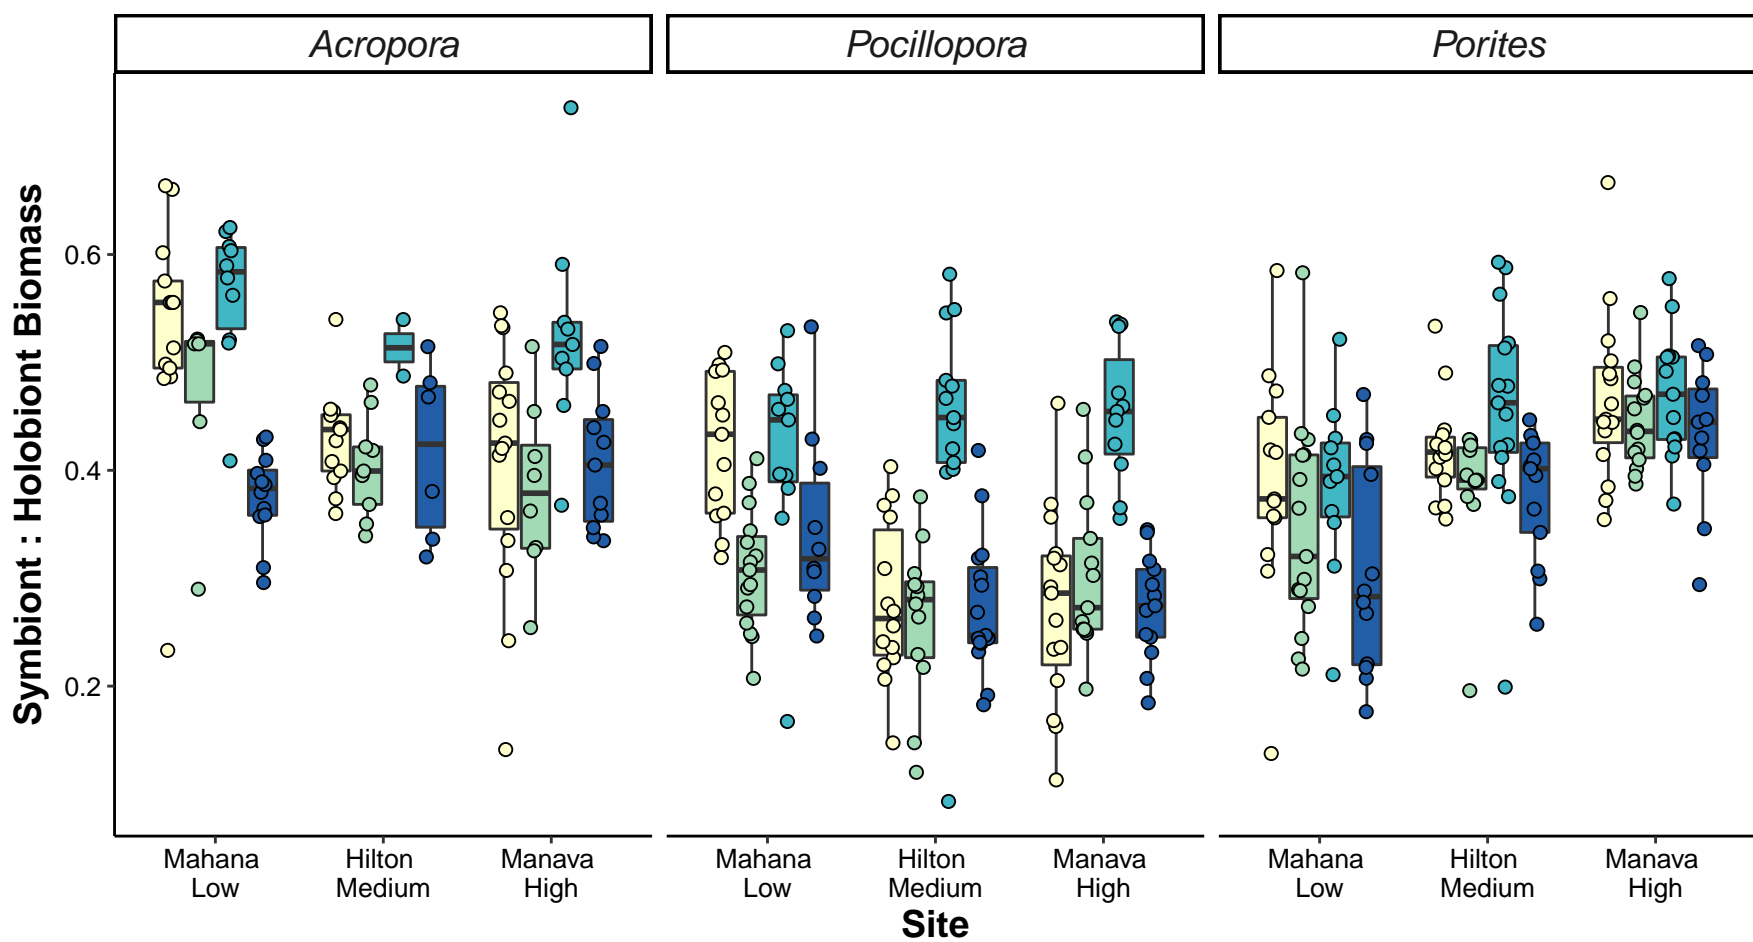 Acropora
Pocillopora
Porites
Symbiont : Holobiont Biomass
0.6
0.4
0.2
Mahana
Low
Hilton
Medium
Manava
High
Mahana
Low
Hilton
Medium
Manava
High
Mahana
Low
Hilton
Medium
Manava
High
Site